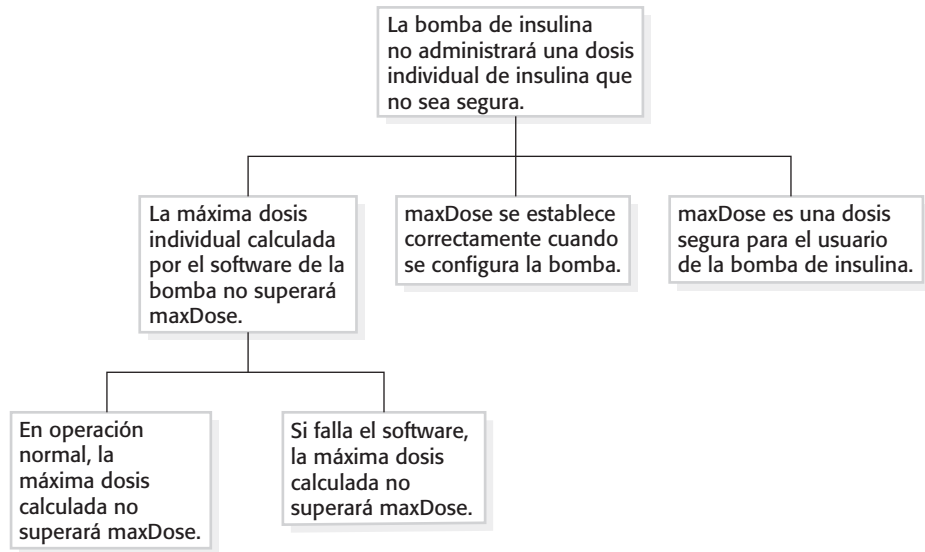 La bomba de insulina
no administrará una dosis
individual de insulina que
no sea segura.
La máxima dosis
individual calculada
por el software de la
bomba no superará
maxDose.
maxDose se establece
correctamente cuando
se configura la bomba.
maxDose es una dosis
segura para el usuario
de la bomba de insulina.
En operación
normal, la
máxima dosis
calculada no
superará maxDose.
Si falla el software,
la máxima dosis
calculada no
superará maxDose.